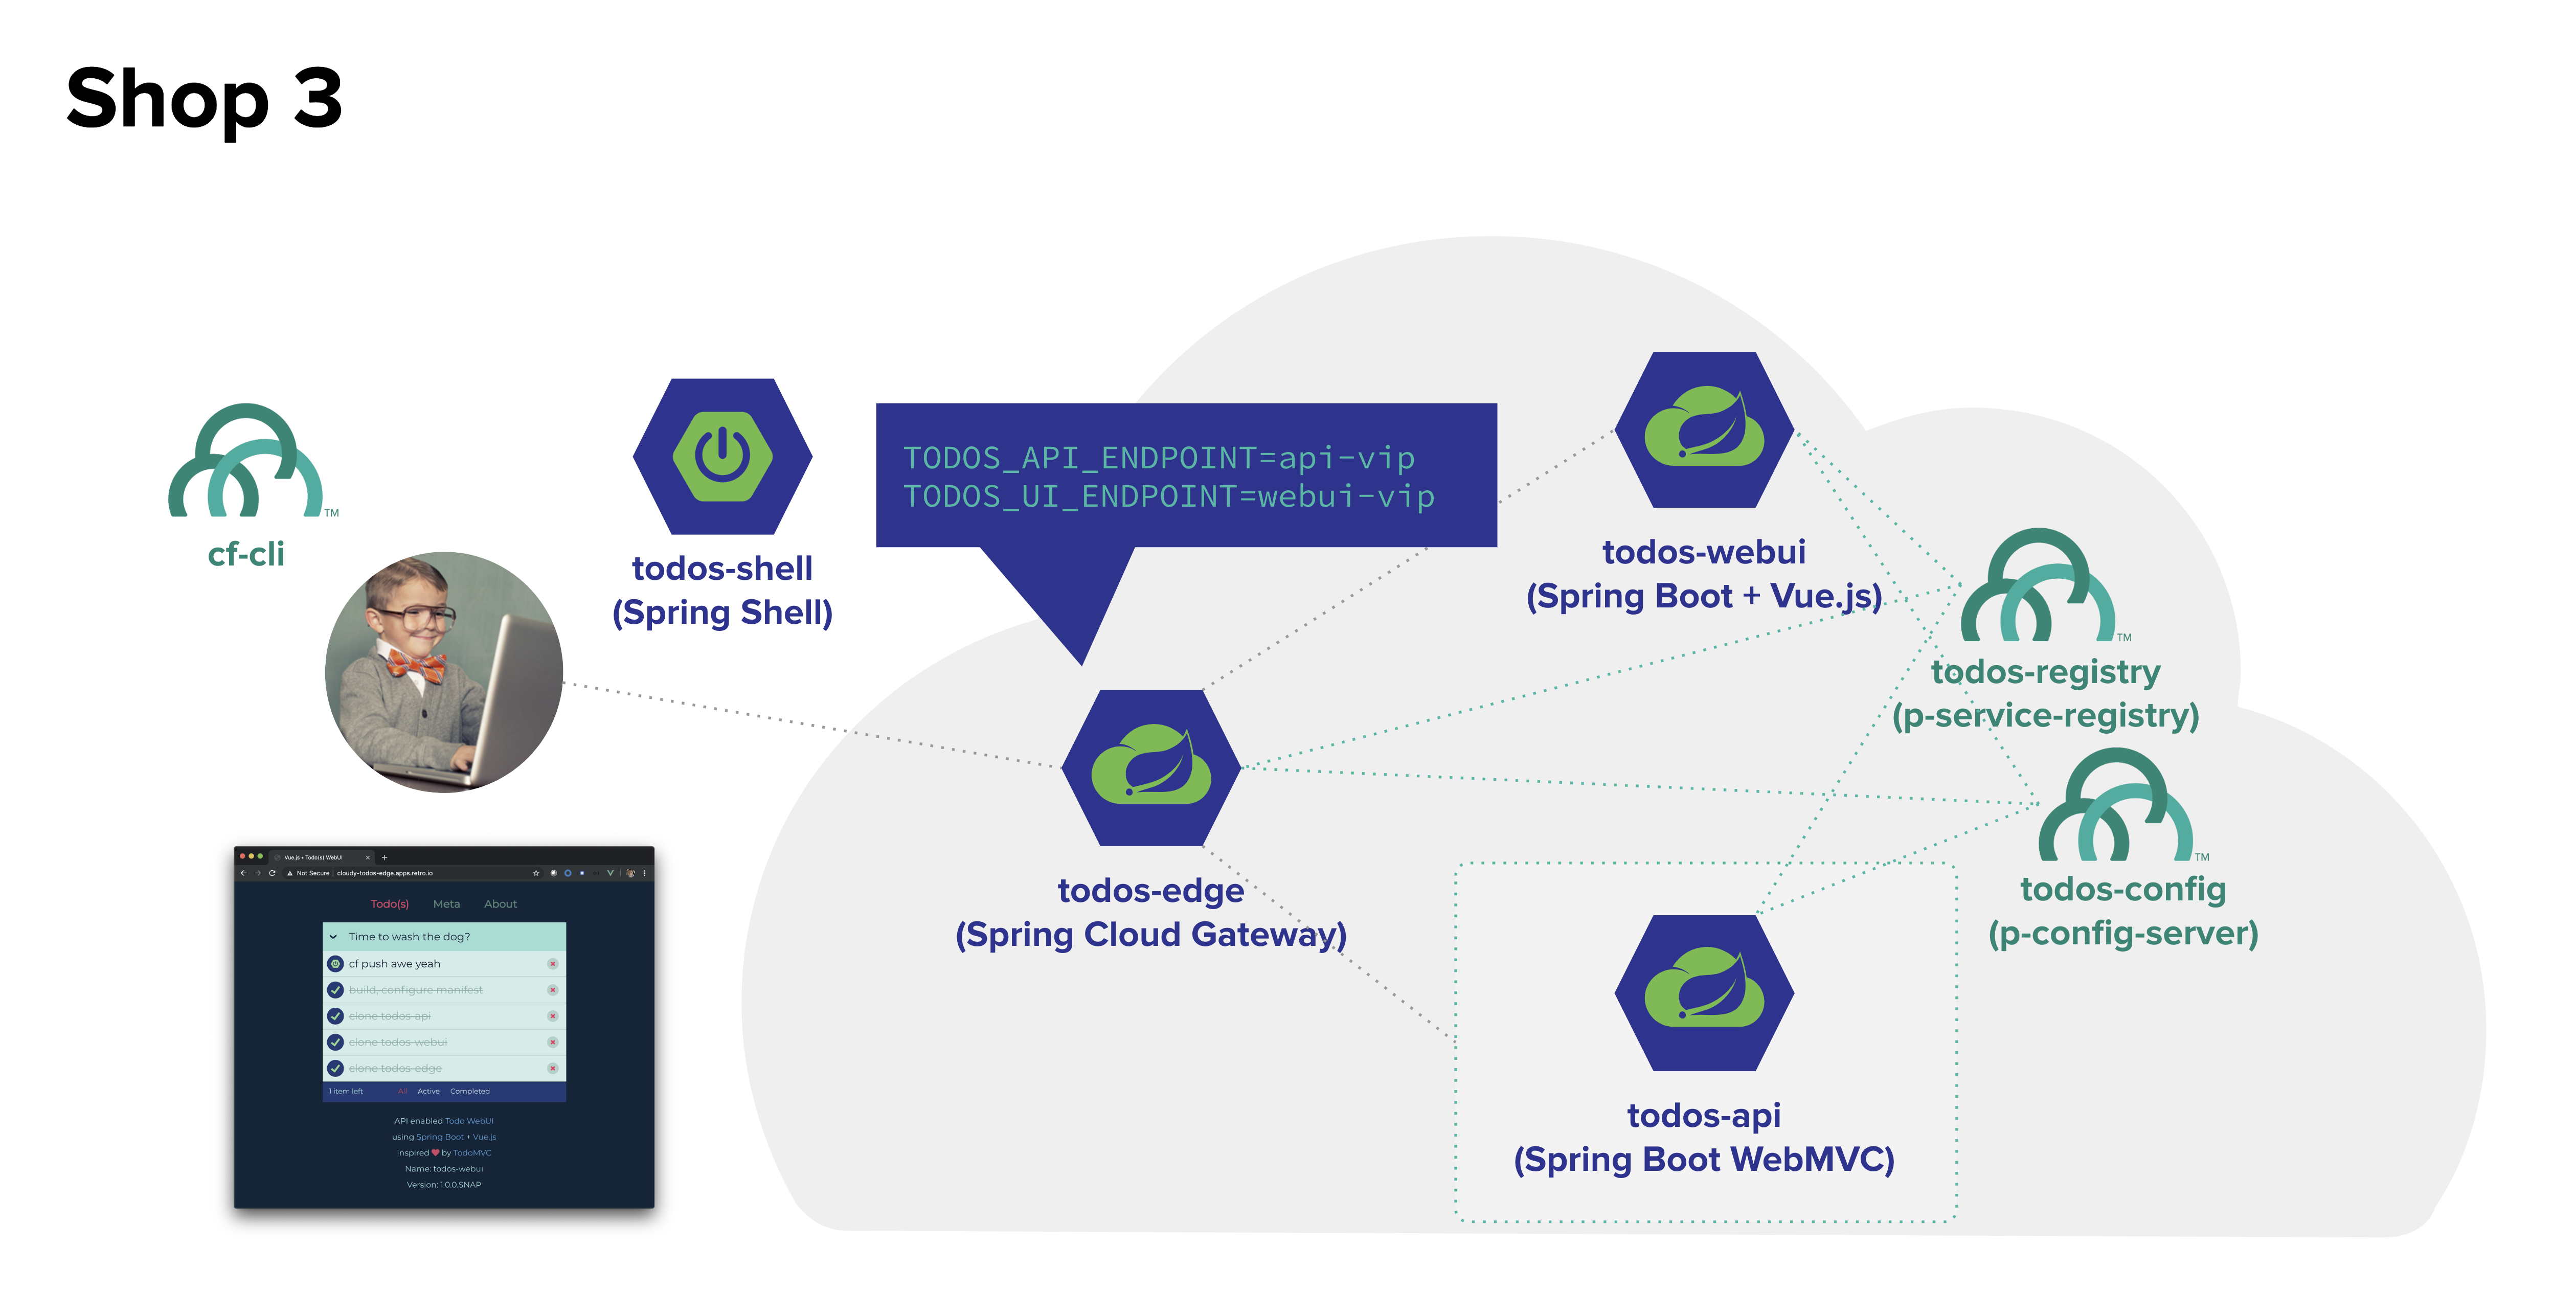 Shop 3
cf-cli
TM
todos-shell
(Spring Shell)
TODOS_API_ENDPOINT=api-vip
TODOS_UI_ENDPOINT=webui-vip
todos-webui
(Spring Boot + Vue.js)
TM
todos-registry
(p-service-registry)
TM
todos-config
(p-config-server)
todos-edge
(Spring Cloud Gateway)
todos-api
(Spring Boot WebMVC)
Vue.js • Todo(s) WebUI
Not Secure | cloudy-todos-edge.apps.retro.io
Todo(s) Meta About
Time to wash the dog?
cf push awe yeah
build, configure manifest
clone todos-api
clone todos-webui
clone todos-edge
1 item left All Active Completed
API enabled Todo WebUI
using Spring Boot + Vue.js
Inspired ❤ by TodoMVC
Name: todos-webui
Version: 1.0.0.SNAP